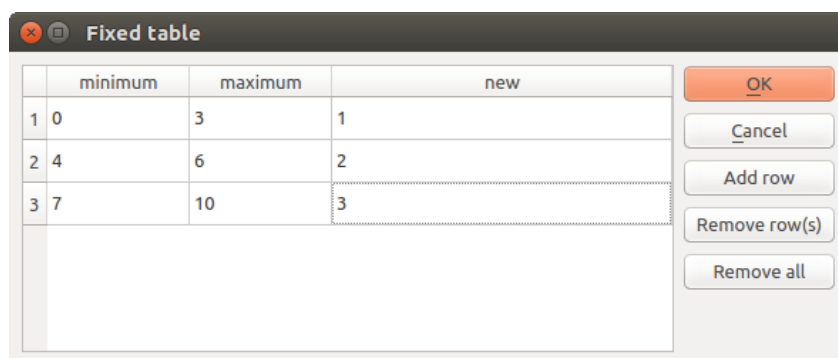 Fixed table
minimum maximum new OK
1 0 3 1
Cancel
2 4 6 2
Add row
3 7 10 3
Remove row(s)
Remove all